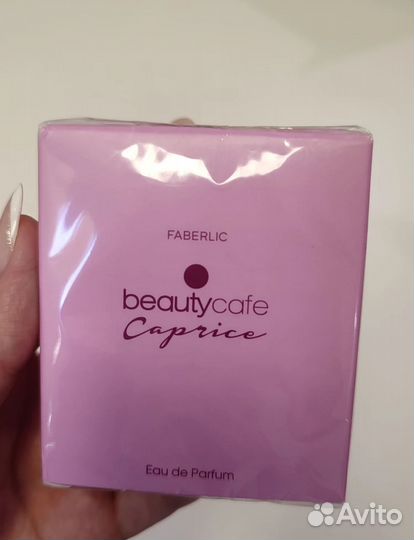 FABERLIC
beautycafe
Caprice
Eau de Parfum
Avito